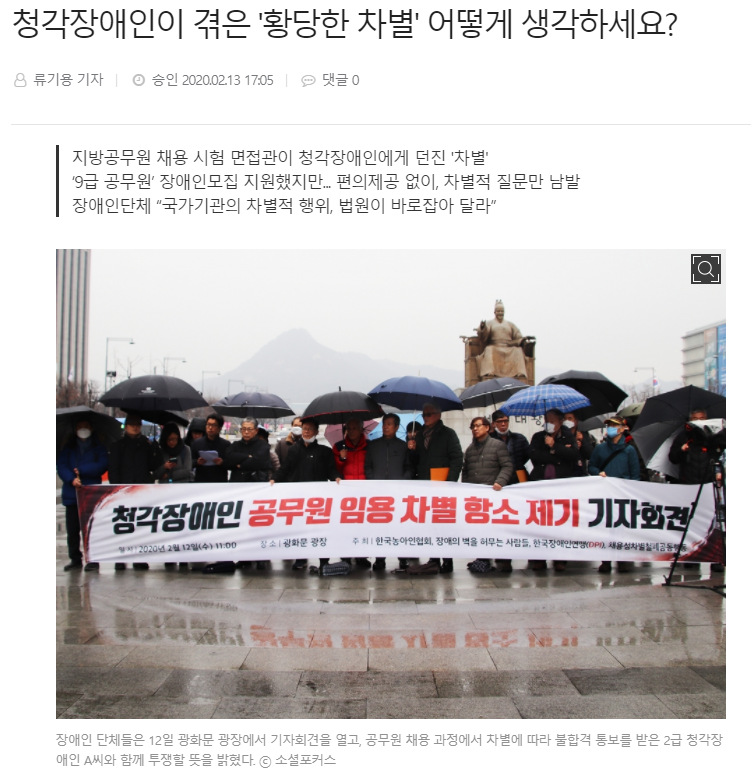 청각장애인이 겪은 '황당한 차별' 어떻게 생각하세요?
류기용 기자 승인 2020.02.13 17:05 댓글 0
지방공무원 채용 시험 면접관이 청각장애인에게 던진 '차별'
‘9급 공무원’ 장애인모집 지원했지만... 편의제공 없이, 차별적 질문만 남발
장애인단체 “국가기관의 차별적 행위, 법원이 바로잡아 달라”
청각장애인 공무원 임용 차별 항소 제기 기자회견
일시 | 2020년 2월 12일(수) 11:00 장소 | 광화문 광장 주최 | 한국농아인협회, 장애의 벽을 허무는 사람들, 한국장애인연맹(DPI),
장애인 단체들은 12일 광화문 광장에서 기자회견을 열고, 공무원 채용 과정에서 차별에 따라 불합격 통보를 받은 2급 청각장
애인 A씨와 함께 투쟁할 뜻을 밝혔다. ⓒ 소셜포커스